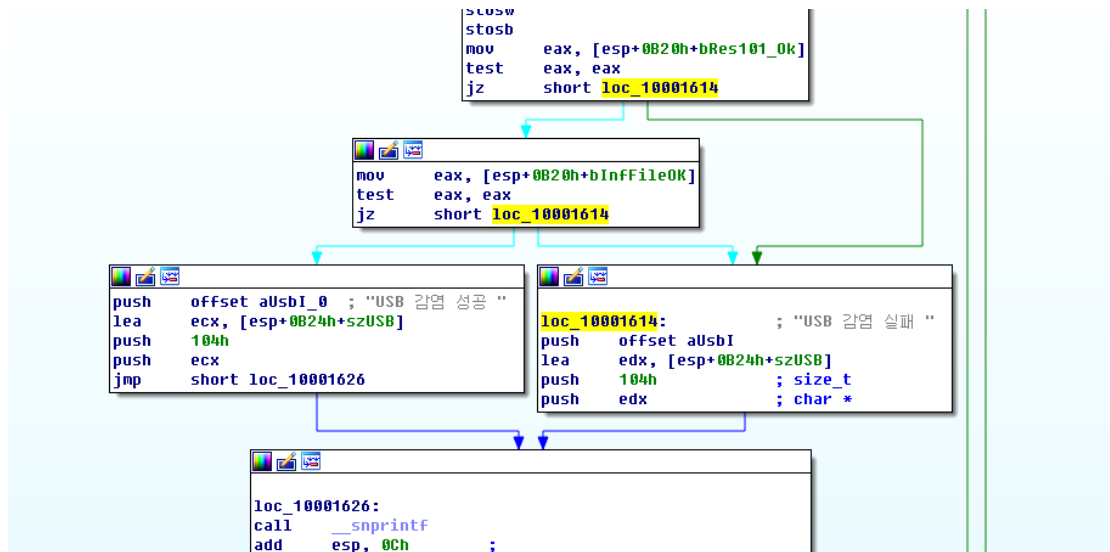 stosw
stosb
mov eax, [esp+0B20h+bRes101_Ok]
test eax, eax
jz short loc_10001614
mov eax, [esp+0B20h+bInfFileOK]
test eax, eax
jz short loc_10001614
push offset aUsbI_0 ; "USB 감염 성공 "
lea ecx, [esp+0B24h+szUSB]
push 104h
push ecx
jmp short loc_10001626
loc_10001614: ; "USB 감염 실패 "
push offset aUsbI
lea edx, [esp+0B24h+szUSB]
push 104h ; size_t
push edx ; char *
loc_10001626:
call __snprintf
add esp, 0Ch ;